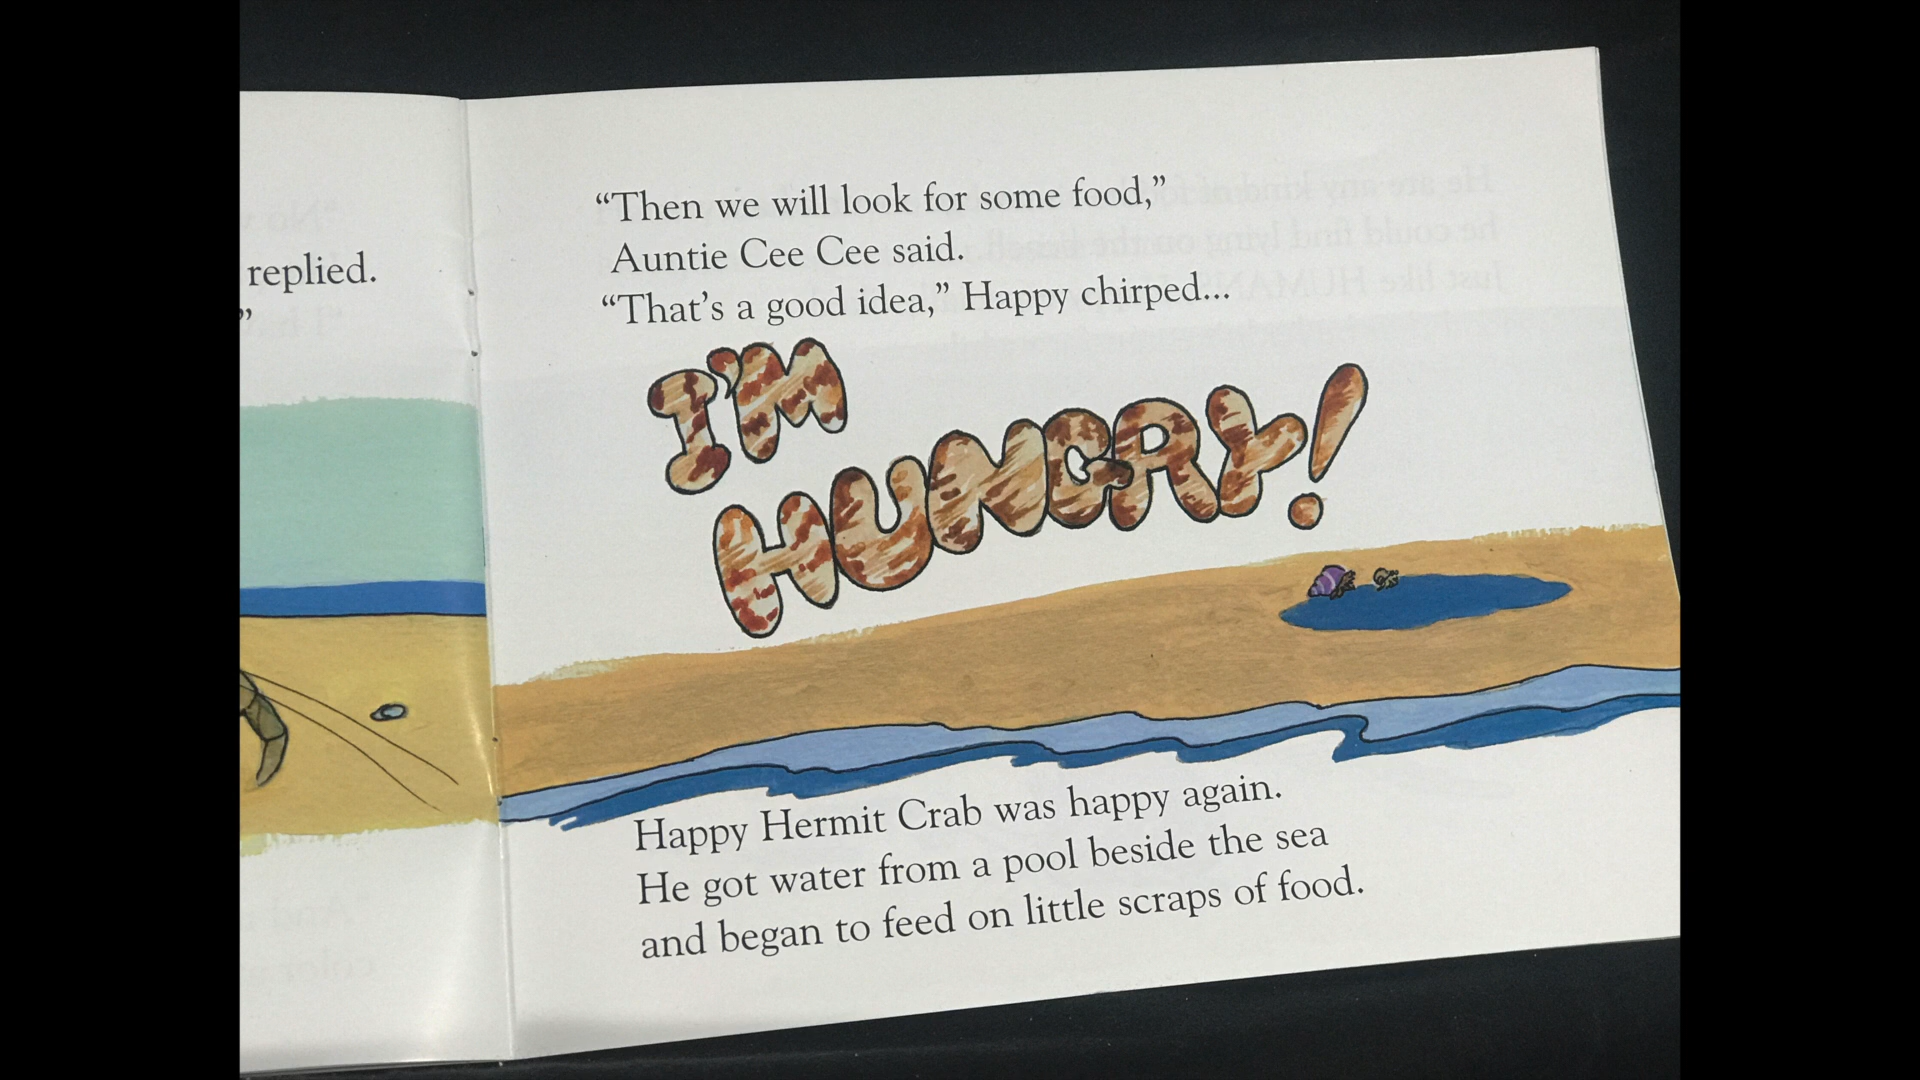 replied.
”
“Then we will look for some food,”
Auntie Cee Cee said.
“That’s a good idea,” Happy chirped...
I’M
HUNGRY!
Happy Hermit Crab was happy again.
He got water from a pool beside the sea
and began to feed on little scraps of food.